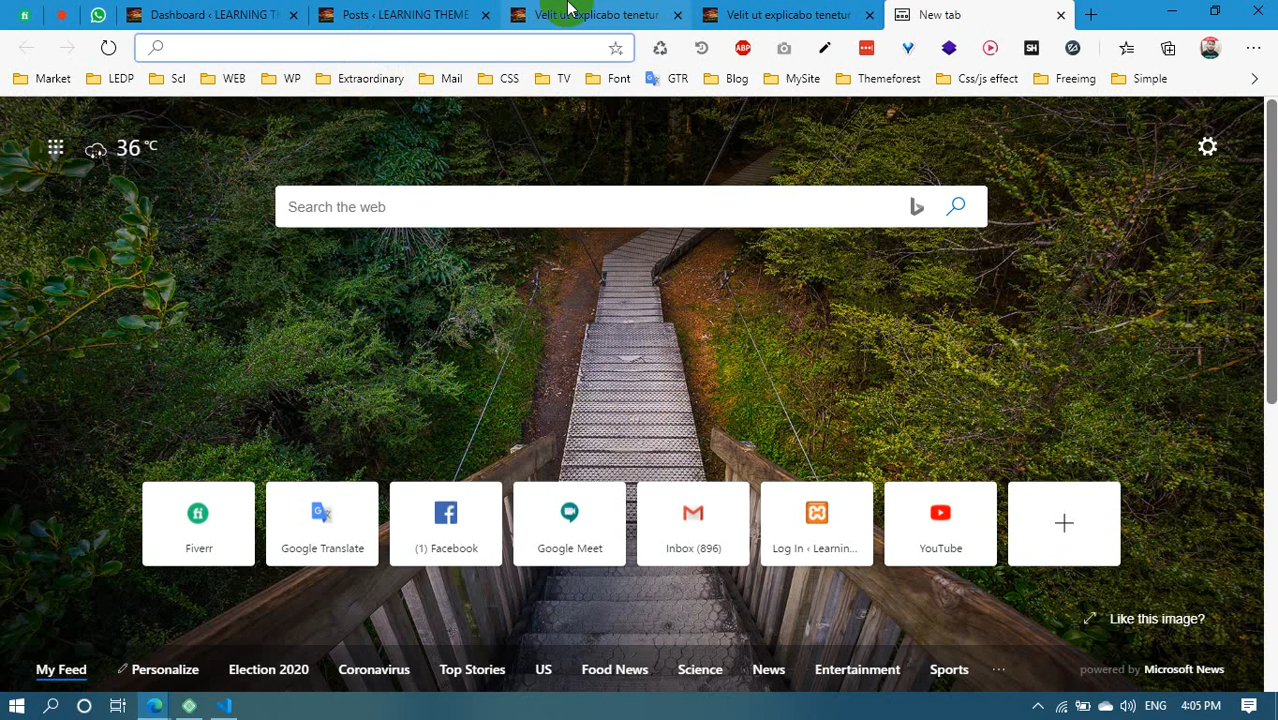 Dashboard ‹ LEARNING TH
Posts ‹ LEARNING THEME
Velit ut explicabo tenetur
Velit ut explicabo tenetur
New tab
ABP
SH
Market
LEDP
Scl
WEB
WP
Extraordinary
Mail
CSS
TV
Font
GTR
Blog
MySite
Themeforest
Css/js effect
Freeimg
Simple
36 °C
Search the web
Fiverr
Google Translate
(1) Facebook
Google Meet
Inbox (896)
Log In ‹ Learnin...
YouTube
Like this image?
My Feed
Personalize
Election 2020
Coronavirus
Top Stories
US
Food News
Science
News
Entertainment
Sports
powered by Microsoft News
ENG
4:05 PM